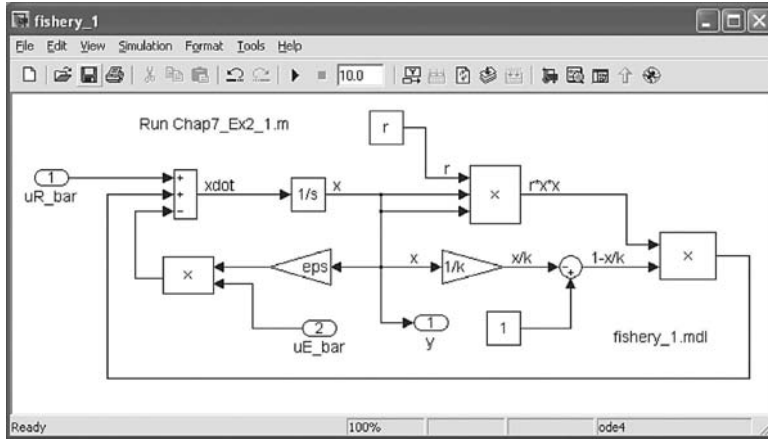 fishery_1
File Edit View Simulation Format Tools Help
10.0
Run Chap7_Ex2_1.m
r
1
uR_bar
+
+
-
xdot
1/s
x
r
×
r*x*x
×
eps
x
1/k
x/k
-
+
1-x/k
×
2
uE_bar
1
y
1
fishery_1.mdl
Ready 100% ode4